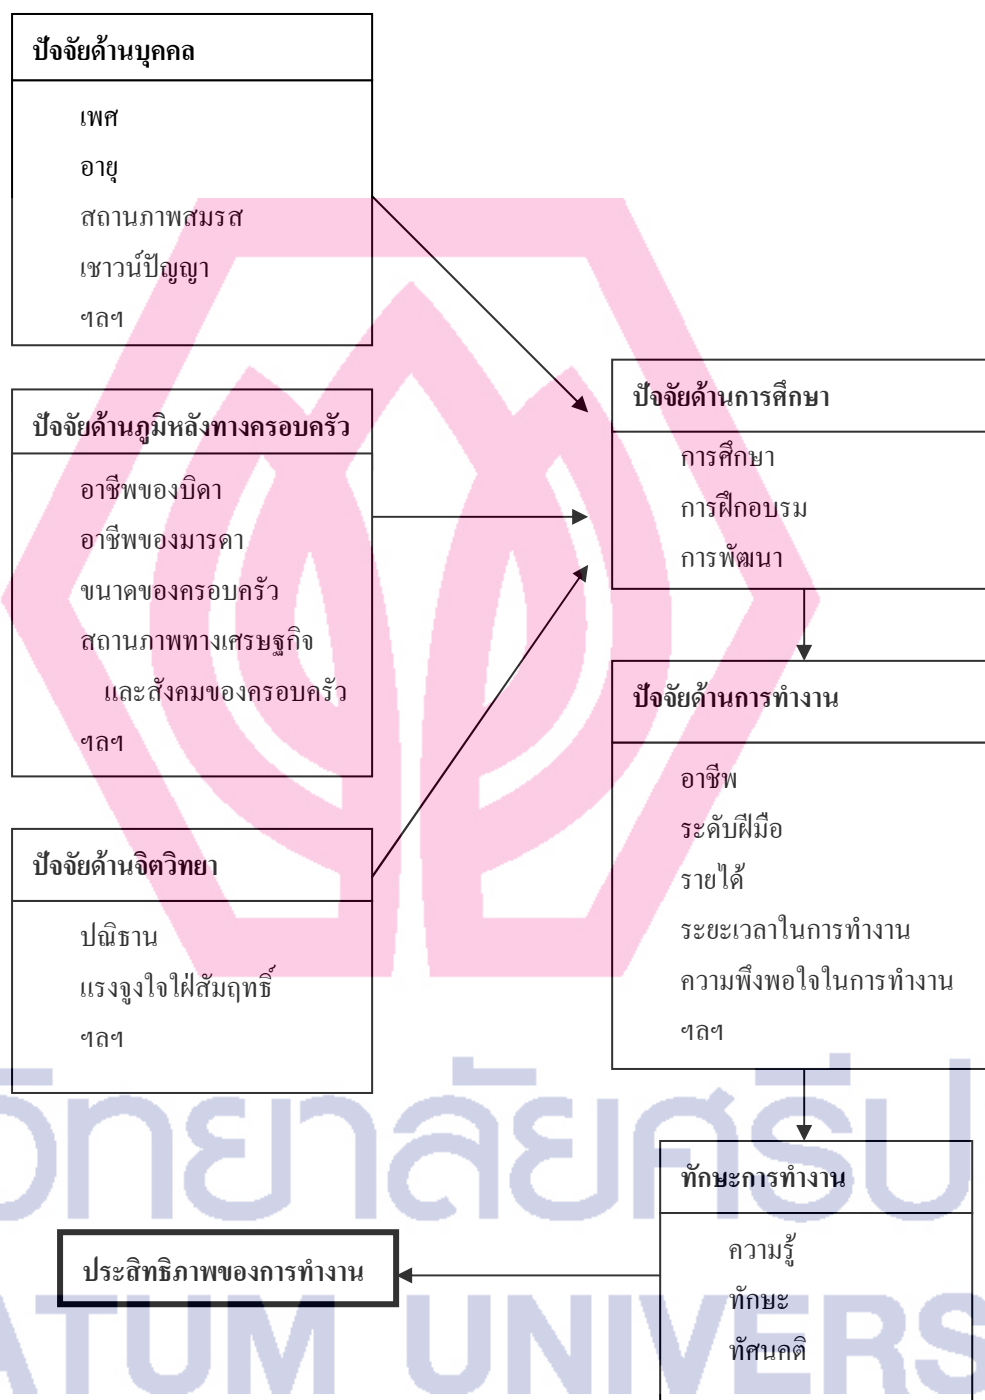 ปัจจัยด้านบุคคล
เพศ
อายุ
สถานภาพสมรส
เชาวน์ปัญญา
ฯลฯ
ปัจจัยด้านภูมิหลังทางครอบครัว
อาชีพของบิดา
อาชีพของมารดา
ขนาดของครอบครัว
สถานภาพทางเศรษฐกิจ
และสังคมของครอบครัว
ฯลฯ
ปัจจัยด้านจิตวิทยา
ปณิธาน
แรงจูงใจใฝ่สัมฤทธิ์
ฯลฯ
ปัจจัยด้านการศึกษา
การศึกษา
การฝึกอบรม
การพัฒนา
ปัจจัยด้านการทำงาน
อาชีพ
ระดับฝีมือ
รายได้
ระยะเวลาในการทำงาน
ความพึงพอใจในการทำงาน
ฯลฯ
ทักษะการทำงาน
ความรู้
ทักษะ
ทัศนคติ
ประสิทธิภาพของการทำงาน
วิทยาลัยศรีป
ATUM UNIVERS